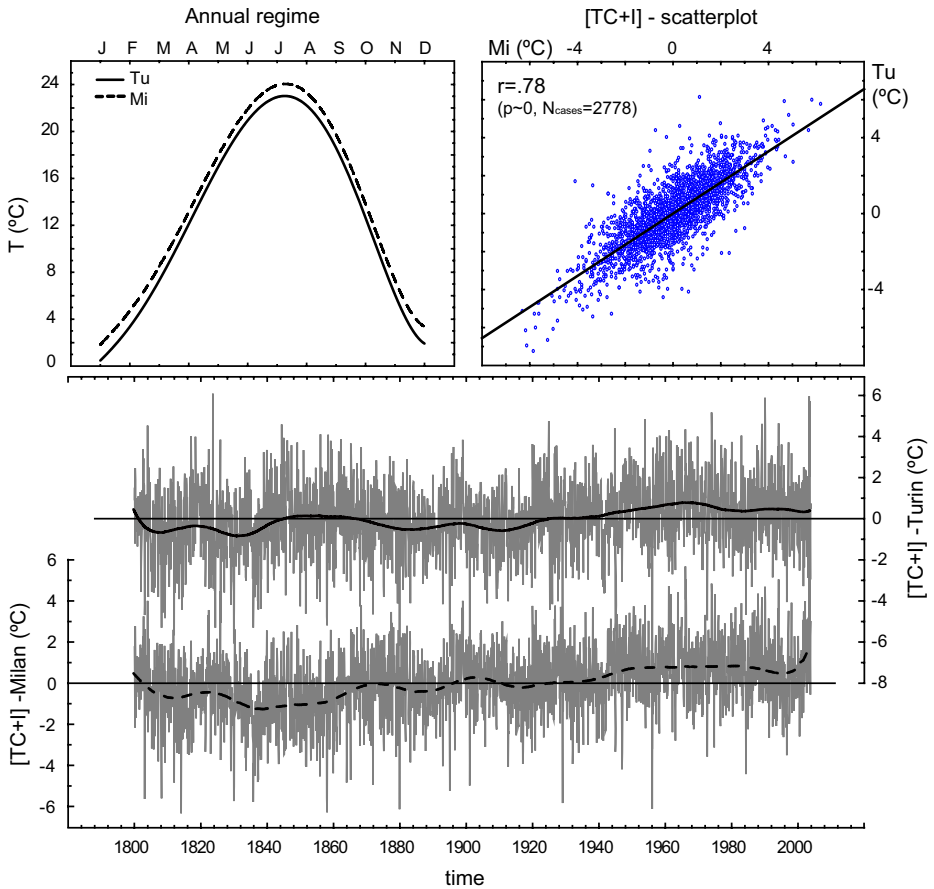 Annual regime
J F M A M J J A S O N D
24
20
16
12
8
4
0
T (ºC)
Tu
Mi
[TC+I] - scatterplot
Mi (ºC) -4 0 4
Tu
(ºC)
r=.78
(p~0, Ncases=2778)
4
0
-4
6
4
2
0
-2
-4
-6
-8
[TC+I] -Turin (ºC)
6
4
2
0
-2
-4
-6
[TC+I] -Milan (ºC)
1800 1820 1840 1860 1880 1900 1920 1940 1960 1980 2000
time